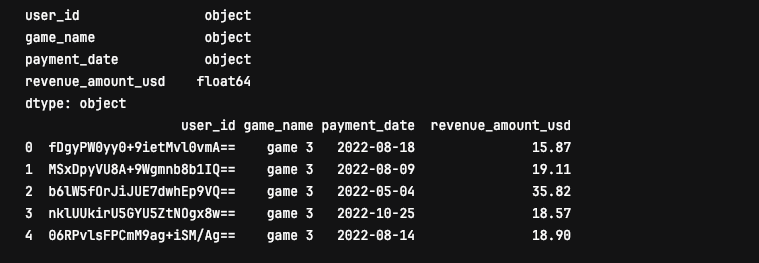 user_id object
game_name object
payment_date object
revenue_amount_usd float64
dtype: object
user_id game_name payment_date revenue_amount_usd
0 fDgyPW0yy0+9ietMvl0vmA== game 3 2022-08-18 15.87
1 MSxDpyVU8A+9Wgmnb8b1IQ== game 3 2022-08-09 19.11
2 b6lW5fOrJiJUE7dwhEp9VQ== game 3 2022-05-04 35.82
3 nklUUkirU5GYU5ZtNOgx8w== game 3 2022-10-25 18.57
4 06RPvlsFPCmM9ag+iSM/Ag== game 3 2022-08-14 18.90